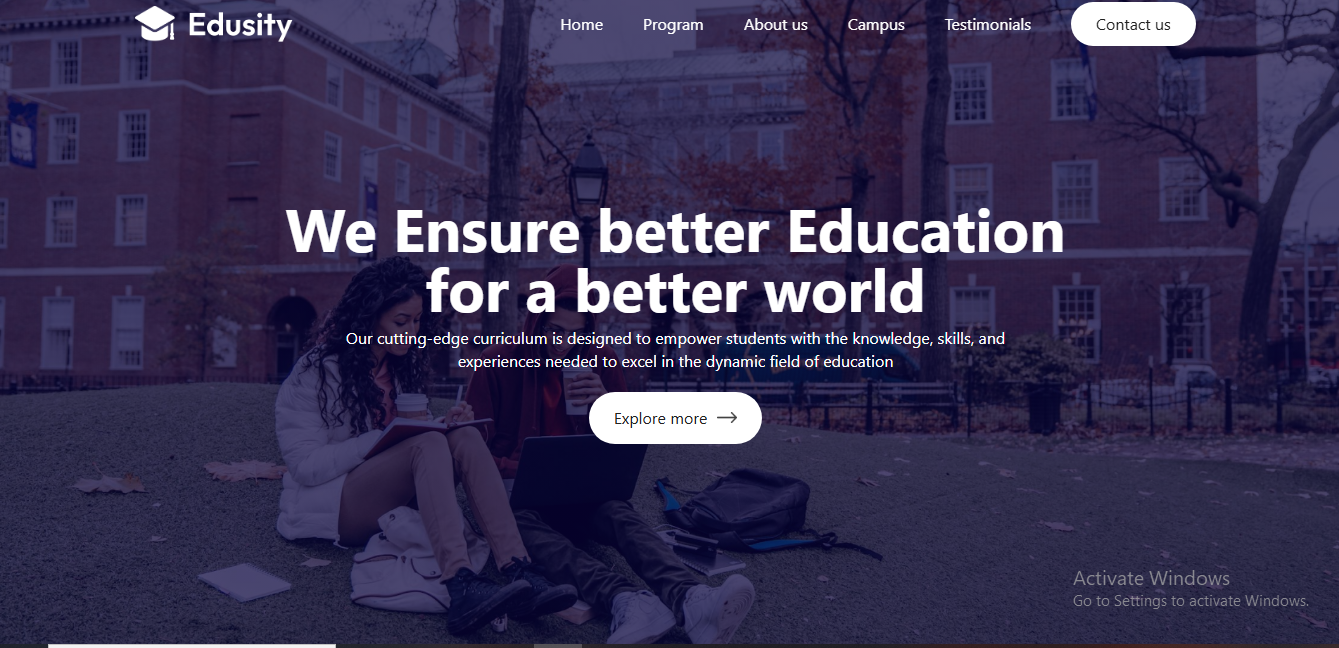 Edusity
Home Program About us Campus Testimonials Contact us
We Ensure better Education
for a better world
Our cutting-edge curriculum is designed to empower students with the knowledge, skills, and
experiences needed to excel in the dynamic field of education
Explore more
Activate Windows
Go to Settings to activate Windows.